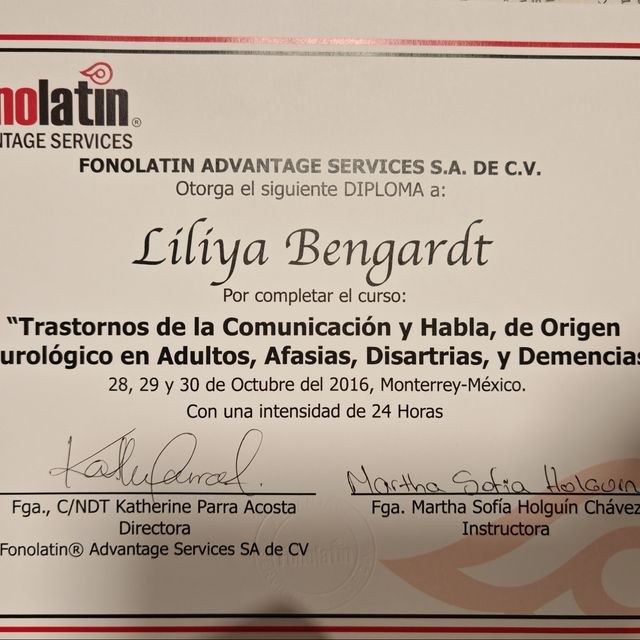 nolatin®
NTAGE SERVICES
FONOLATIN ADVANTAGE SERVICES S.A. DE C.V.
Otorga el siguiente DIPLOMA a:
Liliya Bengardt
Por completar el curso:
“Trastornos de la Comunicación y Habla, de Origen
urológico en Adultos, Afasias, Disartrias, y Demencias
28, 29 y 30 de Octubre del 2016, Monterrey-México.
Con una intensidad de 24 Horas
Martha Sofia Holguin
Fga., C/NDT Katherine Parra Acosta
Directora
Fonolatin® Advantage Services SA de CV
Fga. Martha Sofía Holguín Chávez
Instructora